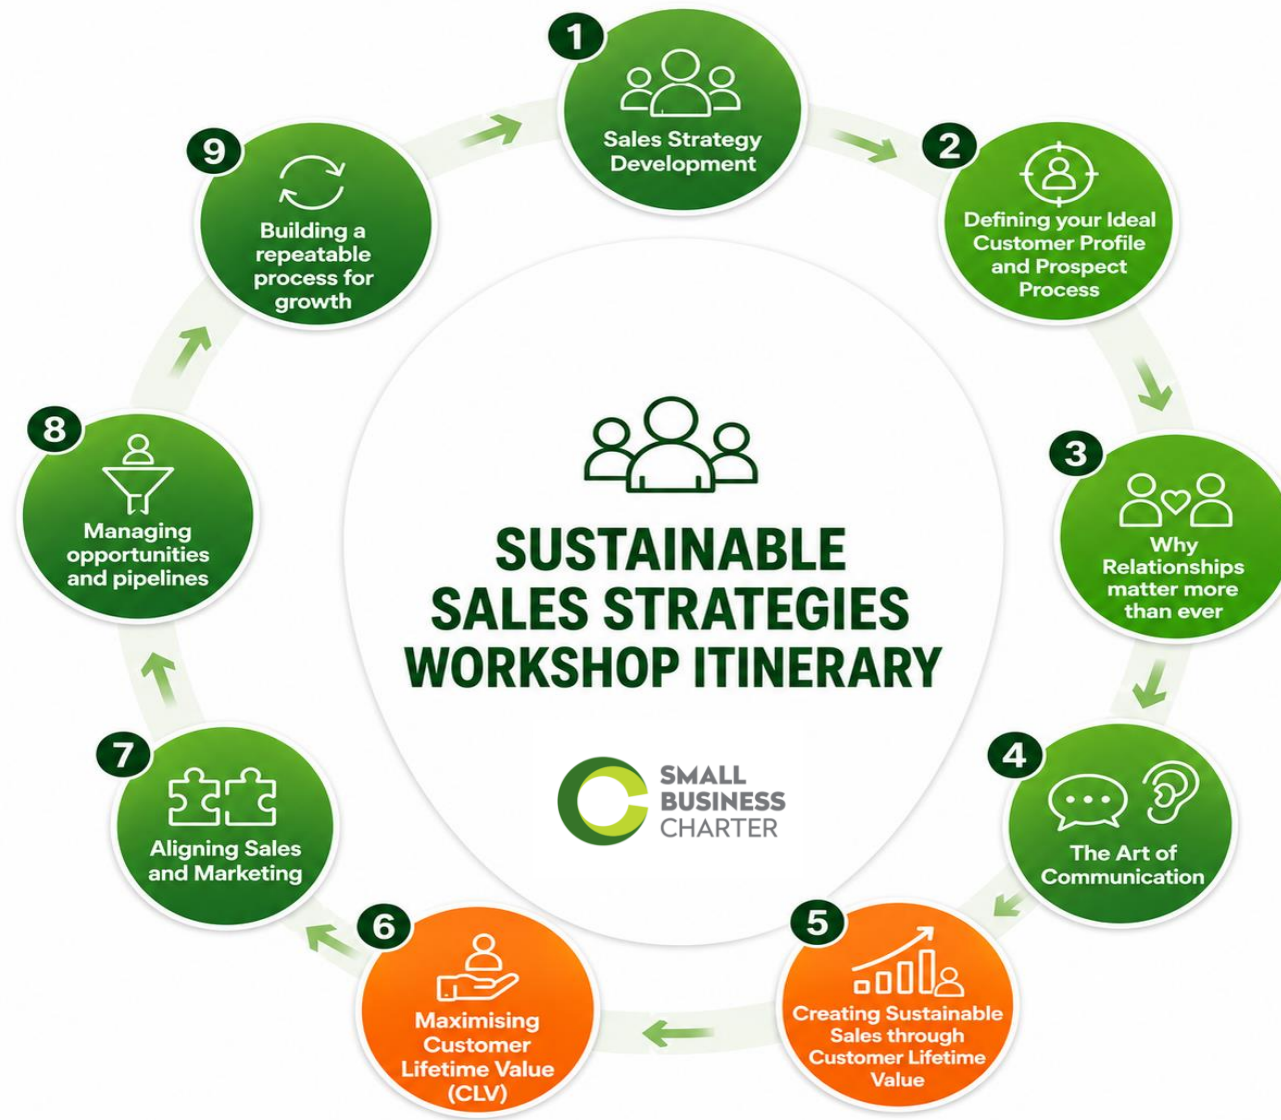 1
Sales Strategy
Development
2
Defining your Ideal
Customer Profile
and Prospect
Process
3
Why
Relationships
matter more
than ever
4
The Art of
Communication
5
Creating Sustainable
Sales through
Customer Lifetime
Value
6
Maximising
Customer
Lifetime Value
(CLV)
7
Aligning Sales
and Marketing
8
Managing
opportunities
and pipelines
9
Building a
repeatable
process for
growth
SUSTAINABLE
SALES STRATEGIES
WORKSHOP ITINERARY
SMALL
BUSINESS
CHARTER